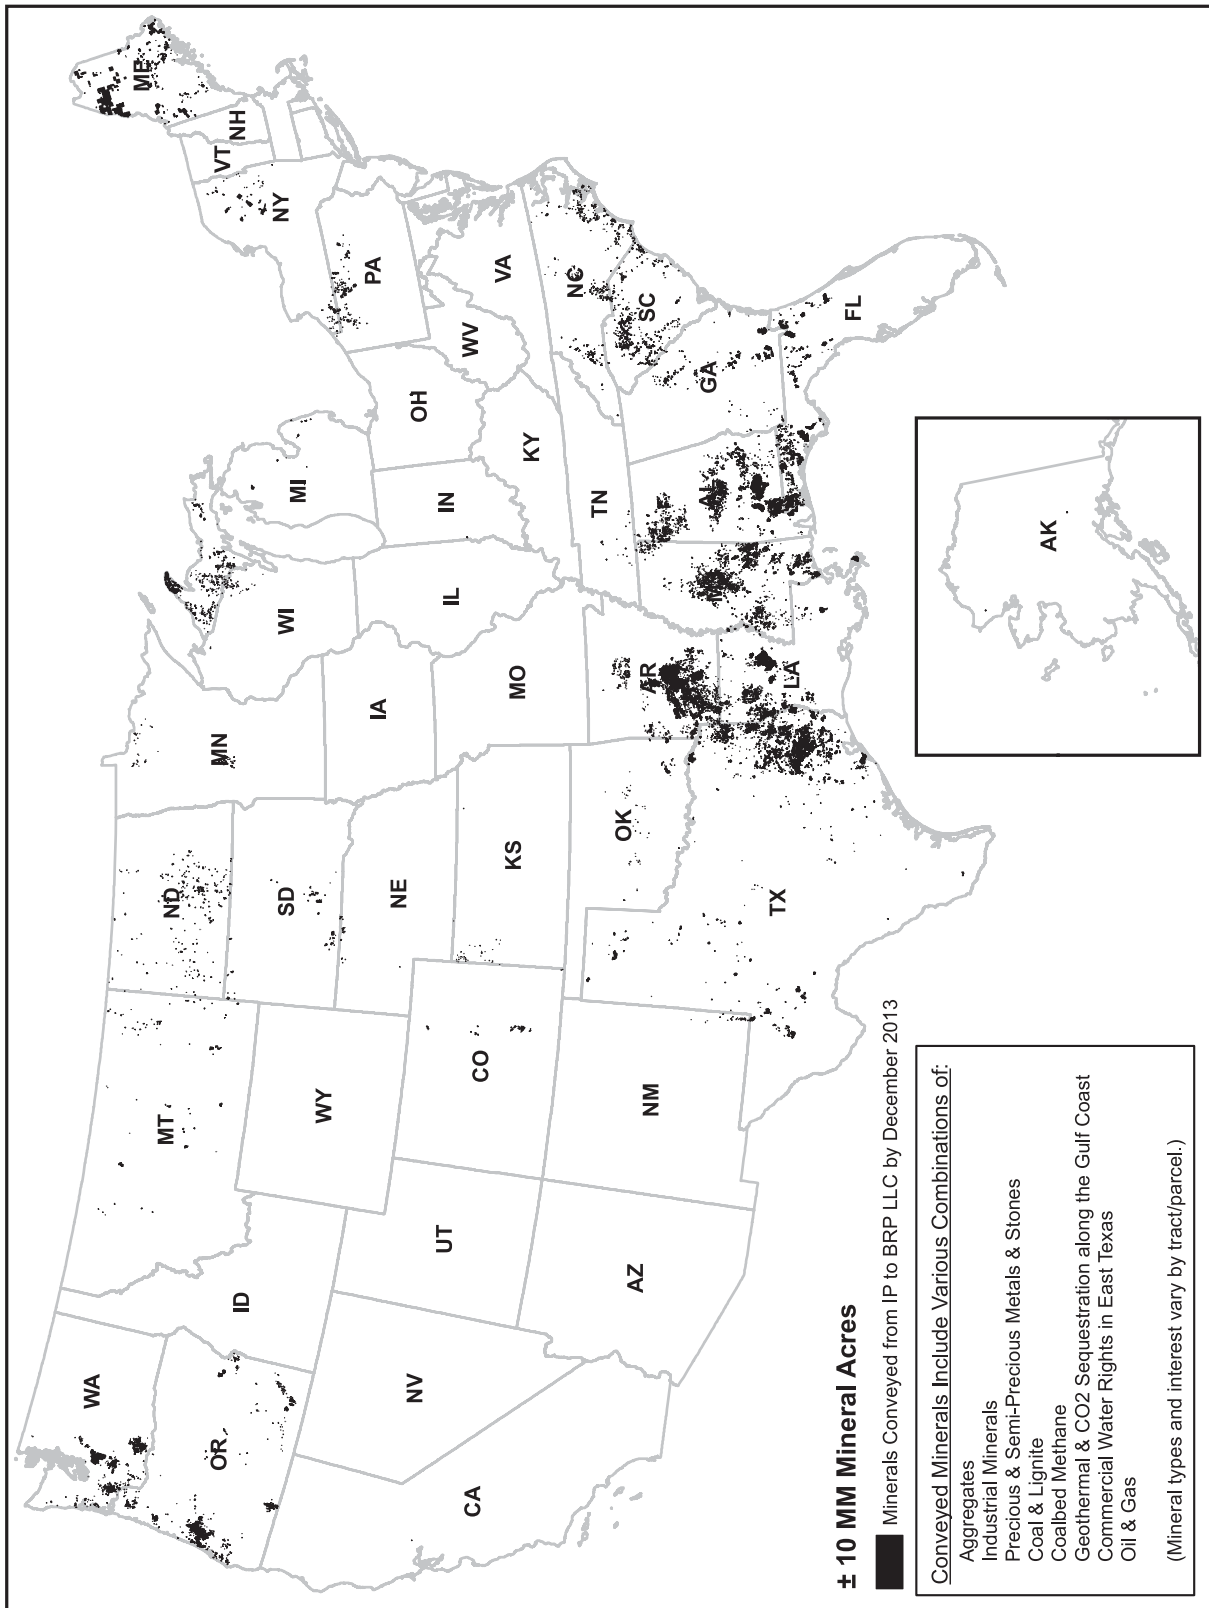 WA
MT
ND
MN
ME
VT
NH
NY
OR
ID
SD
WI
MI
WY
NE
IA
PA
NV
UT
CO
KS
MO
IL
IN
OH
WV
VA
KY
CA
AZ
NM
OK
AR
TN
NC
SC
GA
TX
LA
FL
AK
± 10 MM Mineral Acres
Minerals Conveyed from IP to BRP LLC by December 2013
Conveyed Minerals Include Various Combinations of:
Aggregates
Industrial Minerals
Precious & Semi-Precious Metals & Stones
Coal & Lignite
Coalbed Methane
Geothermal & CO2 Sequestration along the Gulf Coast
Commercial Water Rights in East Texas
Oil & Gas
(Mineral types and interest vary by tract/parcel.)